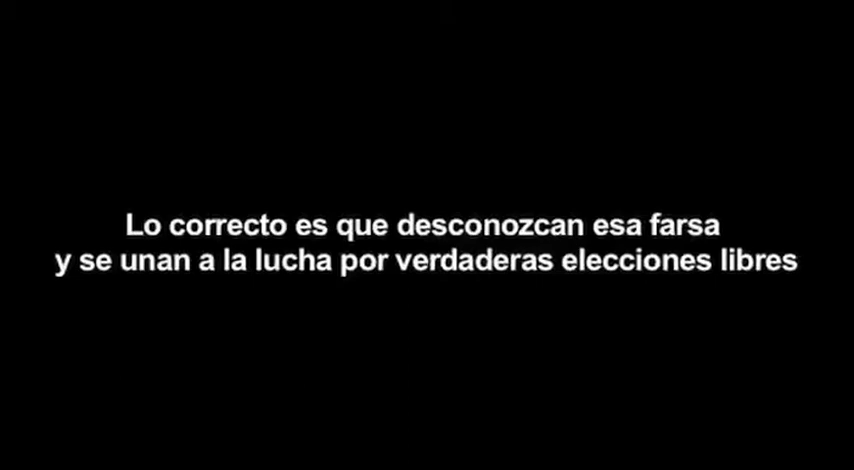 Lo correcto es que desconozcan esa farsa
y se unan a la lucha por verdaderas elecciones libres